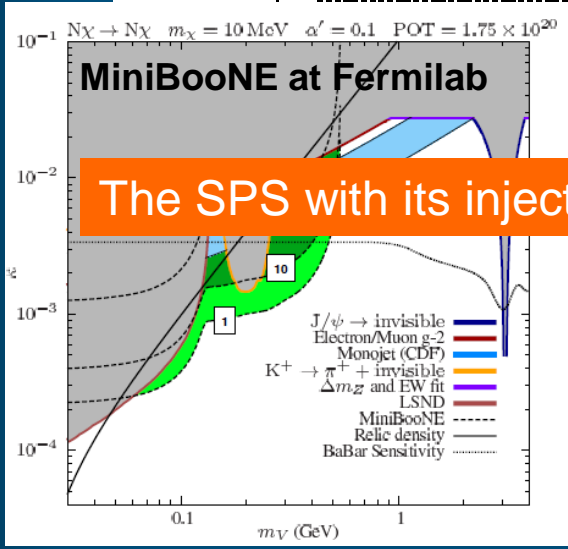 Nχ → Nχ   m_χ = 10 MeV   α′ = 0.1   POT = 1.75 × 10^20
10^-1
MiniBooNE at Fermilab
10^-2
The SPS with its inject
10
10^-3
1
J/ψ → invisible
Electron/Muon g-2
Monojet (CDF)
K^+ → π^+ + invisible
Δm_Z and EW fit
LSND
MiniBooNE
Relic density
BaBar Sensitivity
10^-4
0.1 1
m_V (GeV)